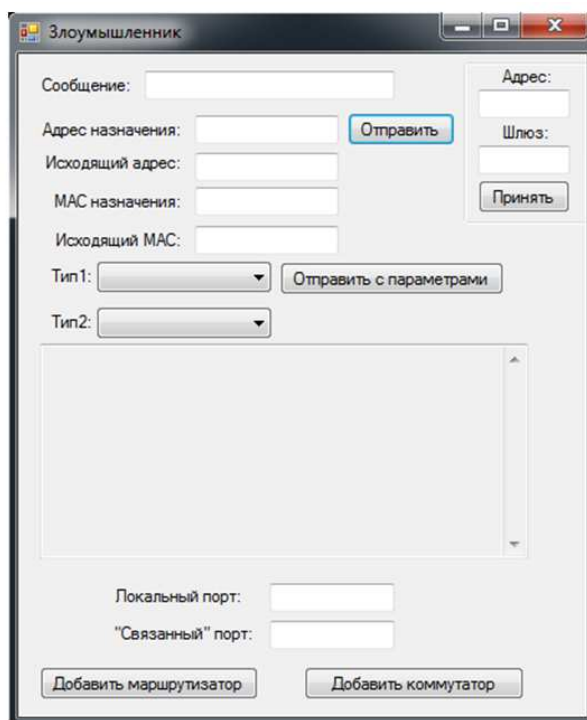 Злоумышленник
Сообщение:
Адрес:
Адрес назначения:
Отправить
Шлюз:
Исходящий адрес:
MAC назначения:
Принять
Исходящий MAC:
Тип1:
Отправить с параметрами
Тип2:
Локальный порт:
"Связанный" порт:
Добавить маршрутизатор
Добавить коммутатор